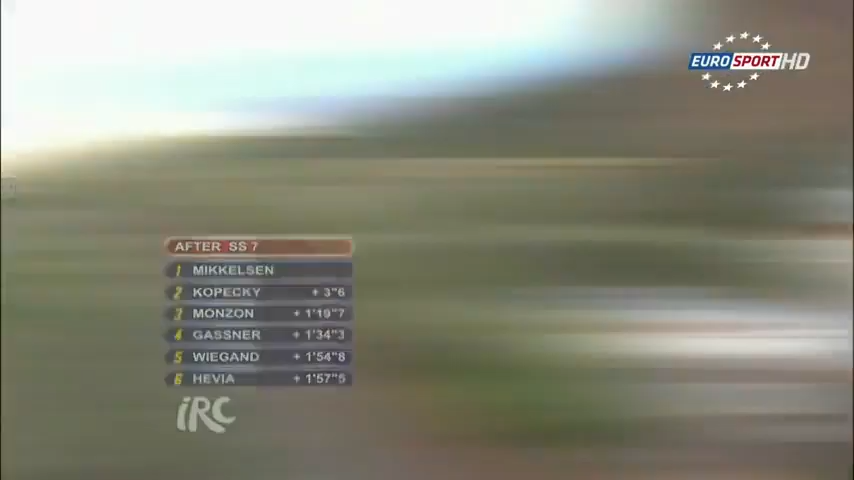 EUROSPORT HD
AFTER SS 7
1 MIKKELSEN
2 KOPECKY + 3"6
3 MONZON + 1'19"7
4 GASSNER + 1'34"3
5 WIEGAND + 1'54"8
6 HEVIA + 1'57"5
iRC